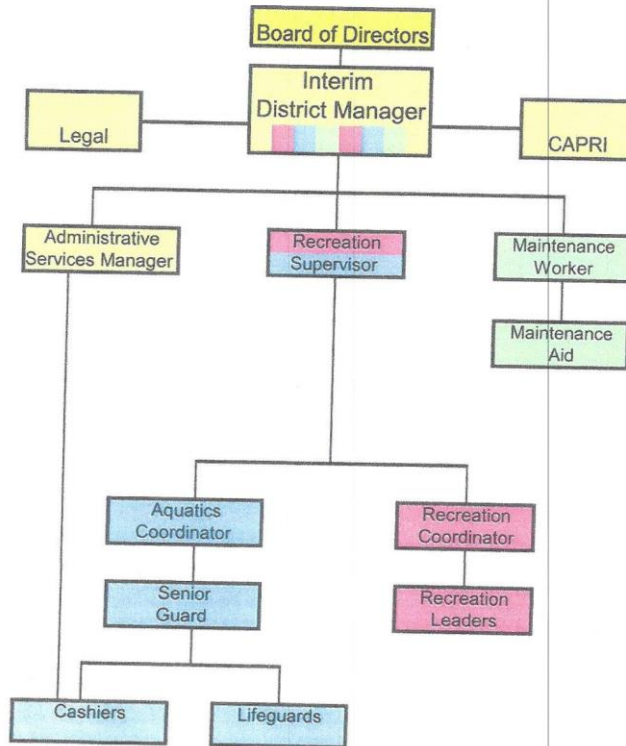 Board of Directors
Interim
District Manager
Legal
CAPRI
Administrative
Services Manager
Recreation
Supervisor
Maintenance
Worker
Maintenance
Aid
Aquatics
Coordinator
Recreation
Coordinator
Senior
Guard
Recreation
Leaders
Cashiers
Lifeguards